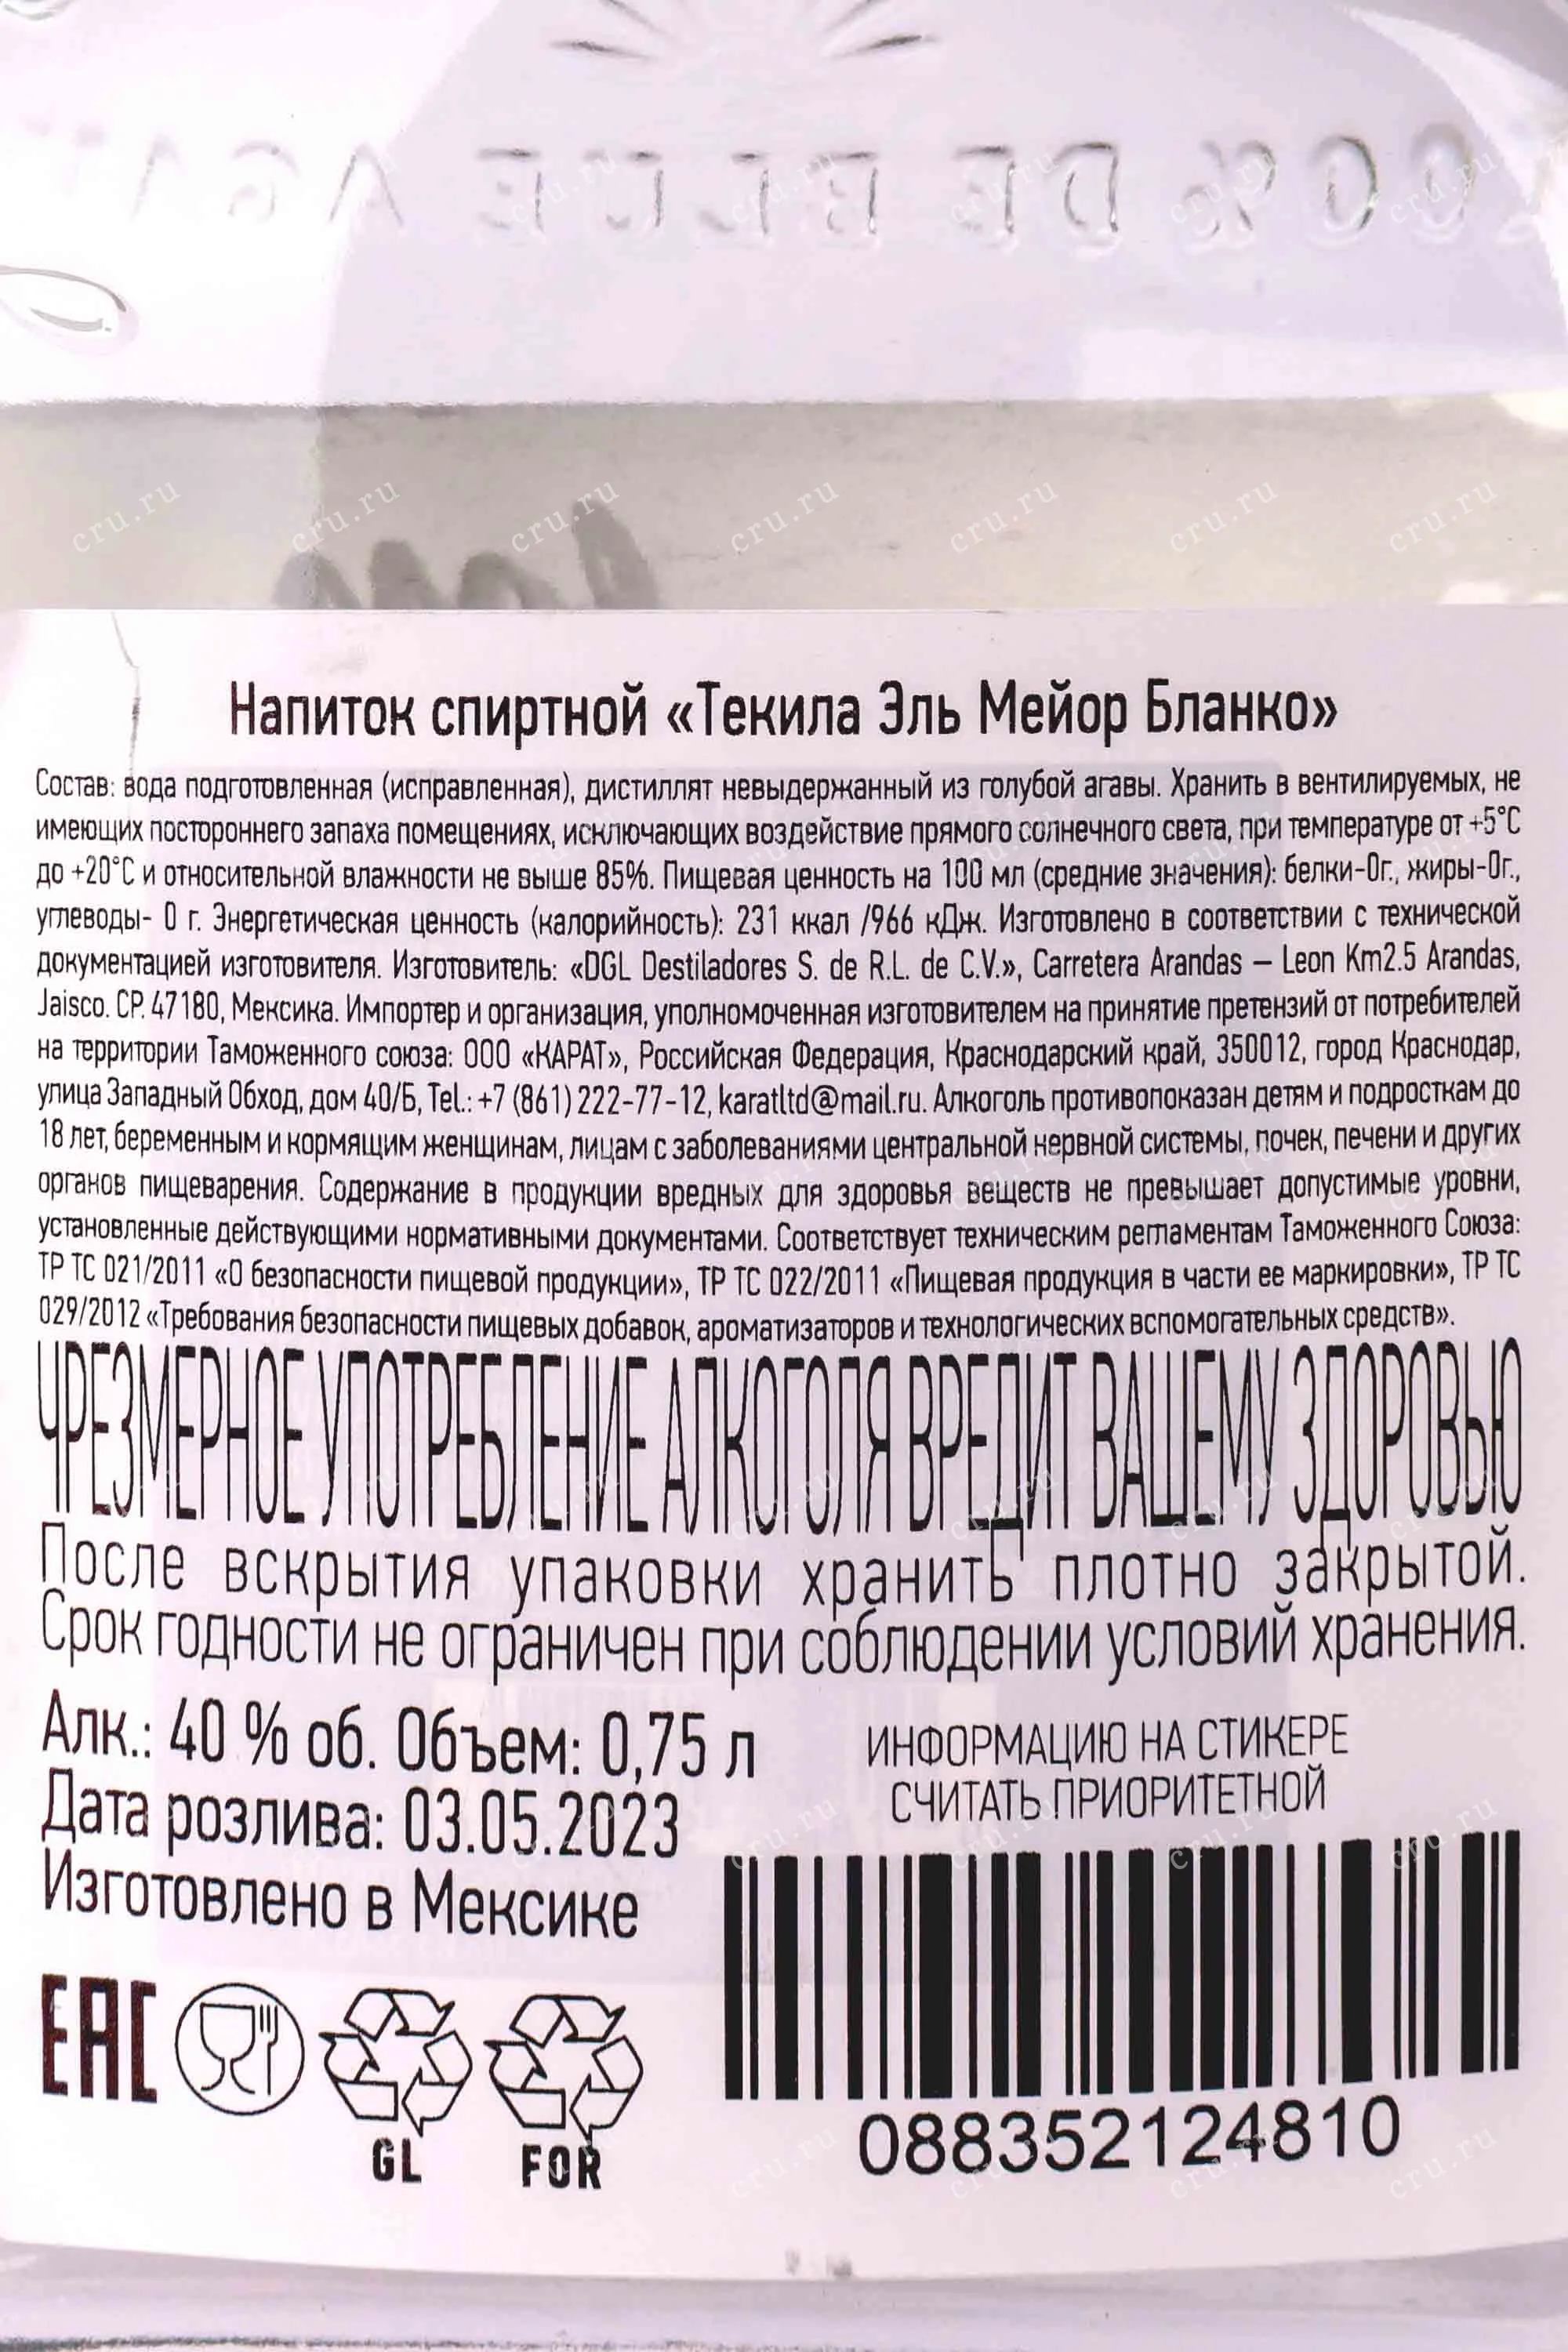 100% DE BLUE AGAV
Напиток спиртной «Текила Эль Мейор Бланко»
Состав: вода подготовленная (исправленная), дистиллят невыдержанный из голубой агавы. Хранить в вентилируемых, не
имеющих постороннего запаха помещениях, исключающих воздействие прямого солнечного света, при температуре от +5°С
до +20°С и относительной влажности не выше 85%. Пищевая ценность на 100 мл (средние значения): белки-0г., жиры-0г.,
углеводы- 0 г. Энергетическая ценность (калорийность): 231 ккал /966 кДж. Изготовлено в соответствии с технической
документацией изготовителя. Изготовитель: «DGL Destiladores S. de R.L. de C.V.», Carretera Arandas – Leon Km2.5 Arandas,
Jaisco. CP. 47180, Мексика. Импортер и организация, уполномоченная изготовителем на принятие претензий от потребителей
на территории Таможенного союза: ООО «КАРАТ», Российская Федерация, Краснодарский край, 350012, город Краснодар,
улица Западный Обход, дом 40/Б, Tel.: +7 (861) 222-77-12, karatltd@mail.ru. Алкоголь противопоказан детям и подросткам до
18 лет, беременным и кормящим женщинам, лицам с заболеваниями центральной нервной системы, почек, печени и других
органов пищеварения. Содержание в продукции вредных для здоровья веществ не превышает допустимые уровни,
установленные действующими нормативными документами. Соответствует техническим регламентам Таможенного Союза:
ТР ТС 021/2011 «О безопасности пищевой продукции», ТР ТС 022/2011 «Пищевая продукция в части ее маркировки», ТР ТС
029/2012 «Требования безопасности пищевых добавок, ароматизаторов и технологических вспомогательных средств».
ЧРЕЗМЕРНОЕ УПОТРЕБЛЕНИЕ АЛКОГОЛЯ ВРЕДИТ ВАШЕМУ ЗДОРОВЬЮ
После вскрытия упаковки хранить плотно закрытой.
Срок годности не ограничен при соблюдении условий хранения.
Алк.: 40 % об. Объем: 0,75 л
Дата розлива: 03.05.2023
Изготовлено в Мексике
ИНФОРМАЦИЮ НА СТИКЕРЕ
СЧИТАТЬ ПРИОРИТЕТНОЙ
EAC
GL
FOR
088352124810
cru.ru